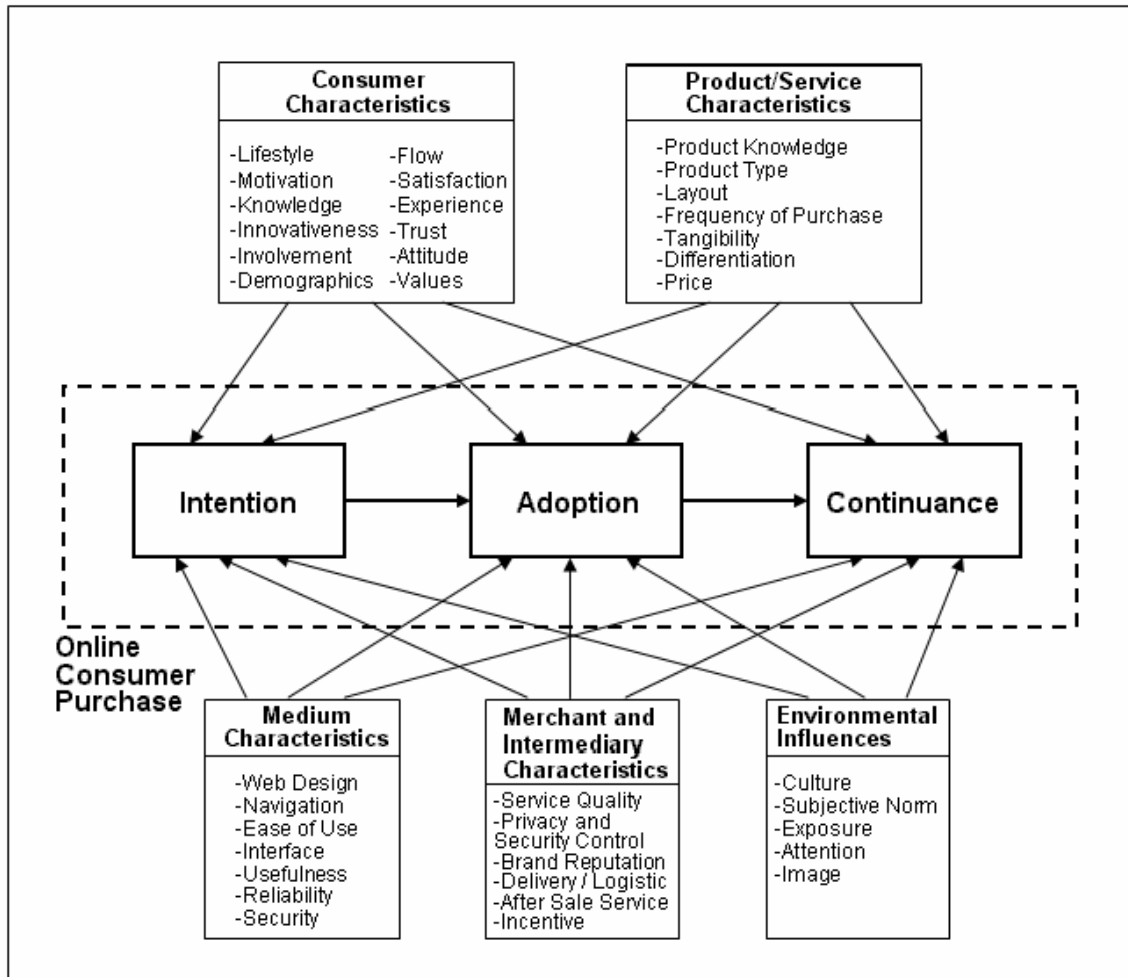 Consumer
Characteristics
-Lifestyle
-Motivation
-Knowledge
-Innovativeness
-Involvement
-Demographics
-Flow
-Satisfaction
-Experience
-Trust
-Attitude
-Values
Product/Service
Characteristics
-Product Knowledge
-Product Type
-Layout
-Frequency of Purchase
-Tangibility
-Differentiation
-Price
Intention
Adoption
Continuance
Online
Consumer
Purchase
Medium
Characteristics
-Web Design
-Navigation
-Ease of Use
-Interface
-Usefulness
-Reliability
-Security
Merchant and
Intermediary
Characteristics
-Service Quality
-Privacy and
Security Control
-Brand Reputation
-Delivery / Logistic
-After Sale Service
-Incentive
Environmental
Influences
-Culture
-Subjective Norm
-Exposure
-Attention
-Image